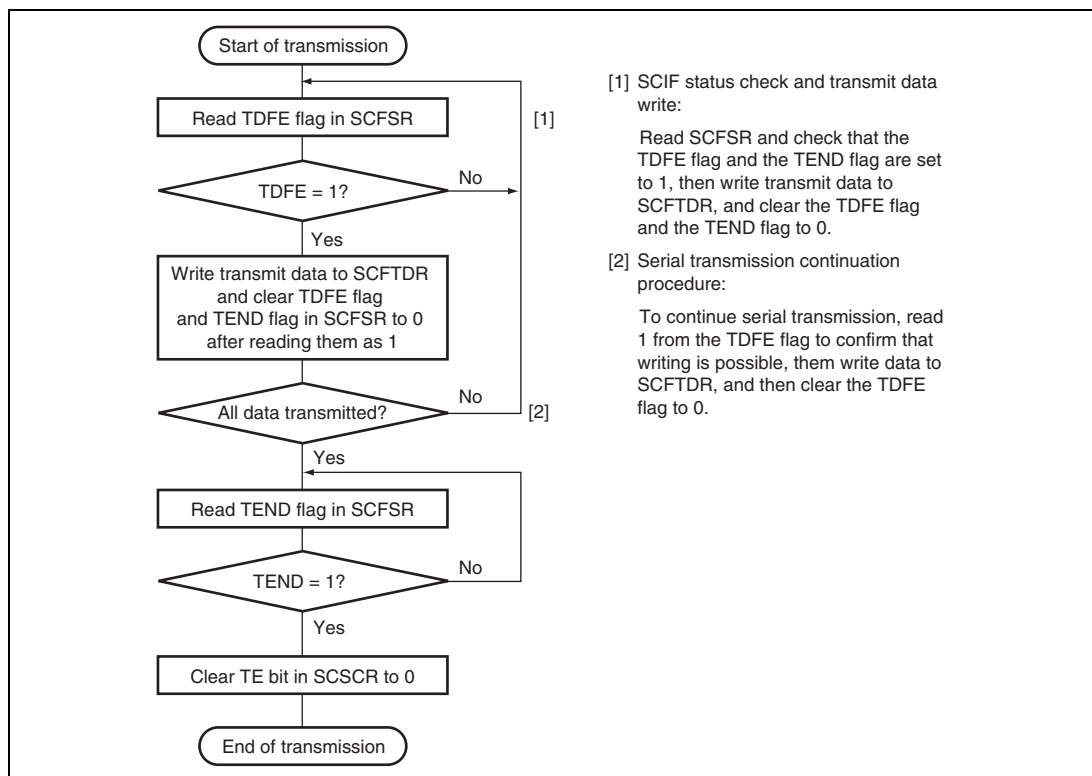 Start of transmission
Read TDFE flag in SCFSR
[1]
TDFE = 1?
No
Yes
Write transmit data to SCFTDR
and clear TDFE flag
and TEND flag in SCFSR to 0
after reading them as 1
All data transmitted?
No
[2]
Yes
Read TEND flag in SCFSR
TEND = 1?
No
Yes
Clear TE bit in SCSCR to 0
End of transmission
[1] SCIF status check and transmit data
write:
Read SCFSR and check that the
TDFE flag and the TEND flag are set
to 1, then write transmit data to
SCFTDR, and clear the TDFE flag
and the TEND flag to 0.
[2] Serial transmission continuation
procedure:
To continue serial transmission, read
1 from the TDFE flag to confirm that
writing is possible, them write data to
SCFTDR, and then clear the TDFE
flag to 0.